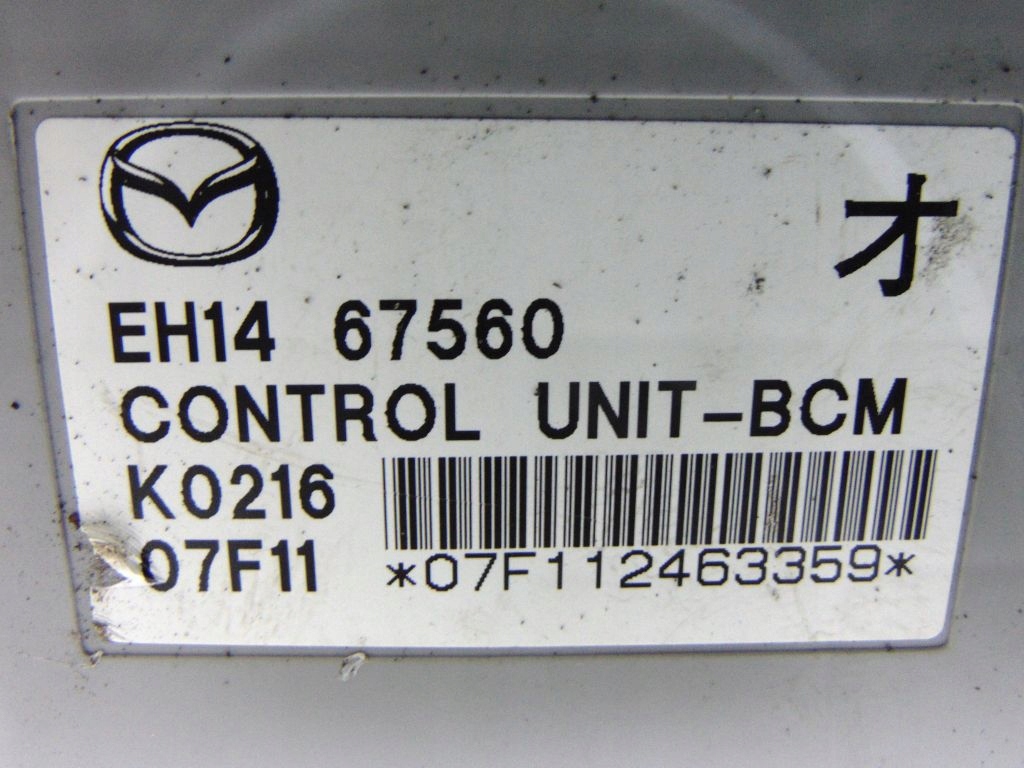 オ
EH14 67560
CONTROL UNIT-BCM
K0216
07F11
*07F112463359*